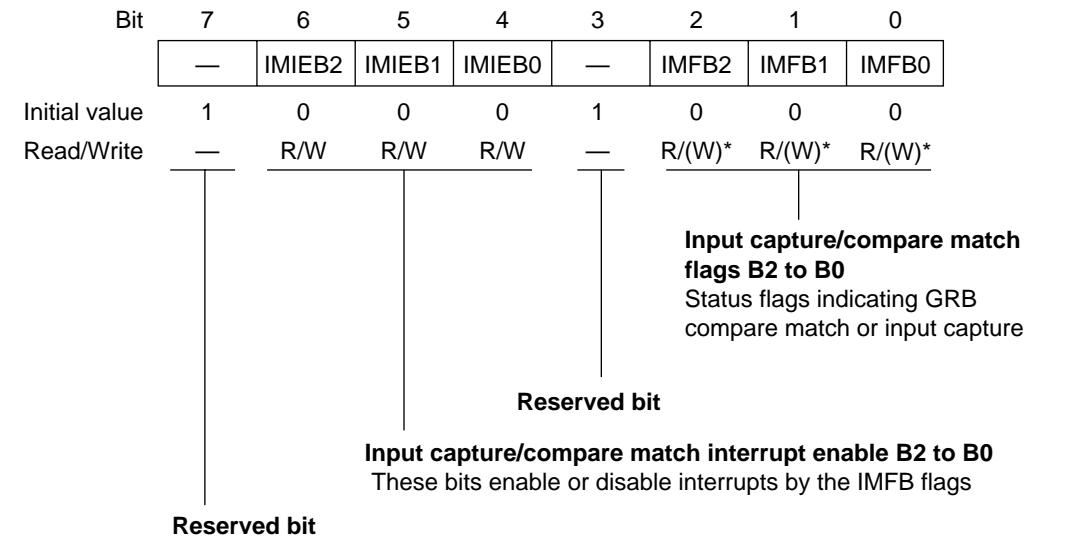 Bit 7 6 5 4 3 2 1 0
— IMIEB2 IMIEB1 IMIEB0 — IMFB2 IMFB1 IMFB0
Initial value 1 0 0 0 1 0 0 0
Read/Write — R/W R/W R/W — R/(W)* R/(W)* R/(W)*
Input capture/compare match
flags B2 to B0
Status flags indicating GRB
compare match or input capture
Reserved bit
Input capture/compare match interrupt enable B2 to B0
These bits enable or disable interrupts by the IMFB flags
Reserved bit